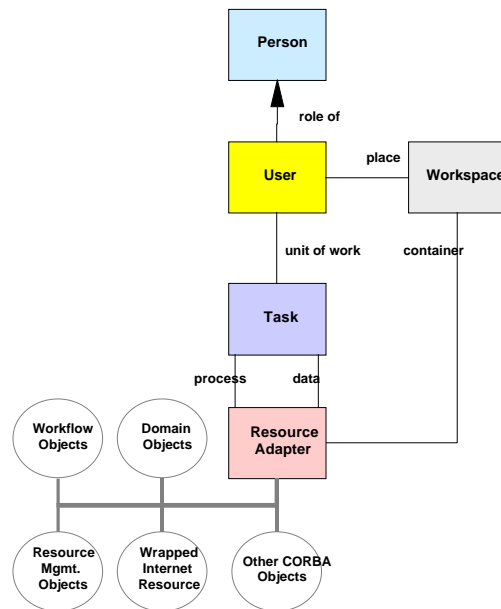 Person
role of
place
User
Workspace
unit of work
container
Task
process
data
Workflow
Objects
Domain
Objects
Resource
Adapter
Resource
Mgmt.
Objects
Wrapped
Internet
Resource
Other CORBA
Objects